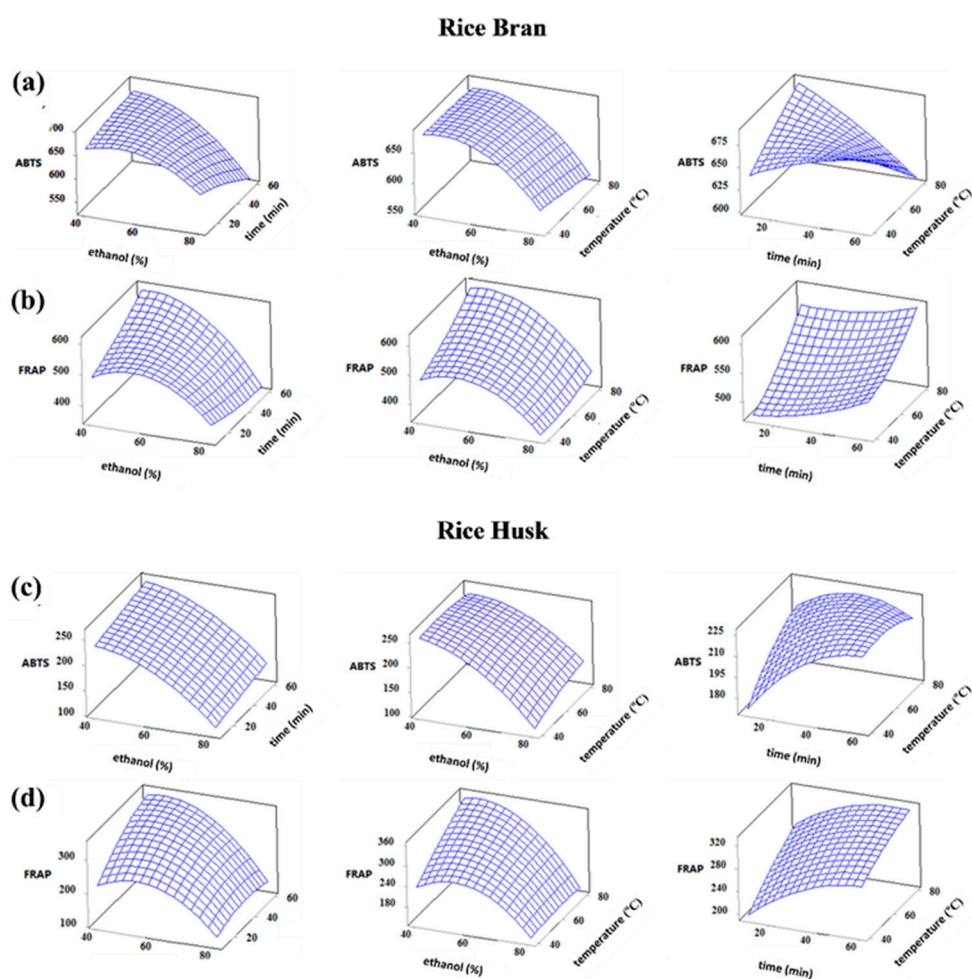 Rice Bran
(a)
700
650
600
550
ABTS
40
60
80
ethanol (%)
20
40
60
time (min)
650
600
550
ABTS
40
60
80
ethanol (%)
40
60
80
temperature (°C)
675
650
625
600
ABTS
20
40
60
time (min)
40
60
80
temperature (°C)
(b)
600
500
400
FRAP
40
60
80
ethanol (%)
20
40
60
time (min)
600
500
400
FRAP
40
60
80
ethanol (%)
40
60
80
temperature (°C)
600
550
500
FRAP
20
40
60
time (min)
40
60
80
temperature (°C)
Rice Husk
(c)
250
200
150
100
ABTS
40
60
80
ethanol (%)
20
40
60
time (min)
250
200
150
100
ABTS
40
60
80
ethanol (%)
40
60
80
temperature (°C)
225
210
195
180
ABTS
20
40
60
time (min)
40
60
80
temperature (°C)
(d)
300
200
100
FRAP
40
60
80
ethanol (%)
20
40
60
time (min)
360
300
240
180
FRAP
40
60
80
ethanol (%)
40
60
80
temperature (°C)
320
280
240
200
FRAP
20
40
60
time (min)
40
60
80
temperature (°C)